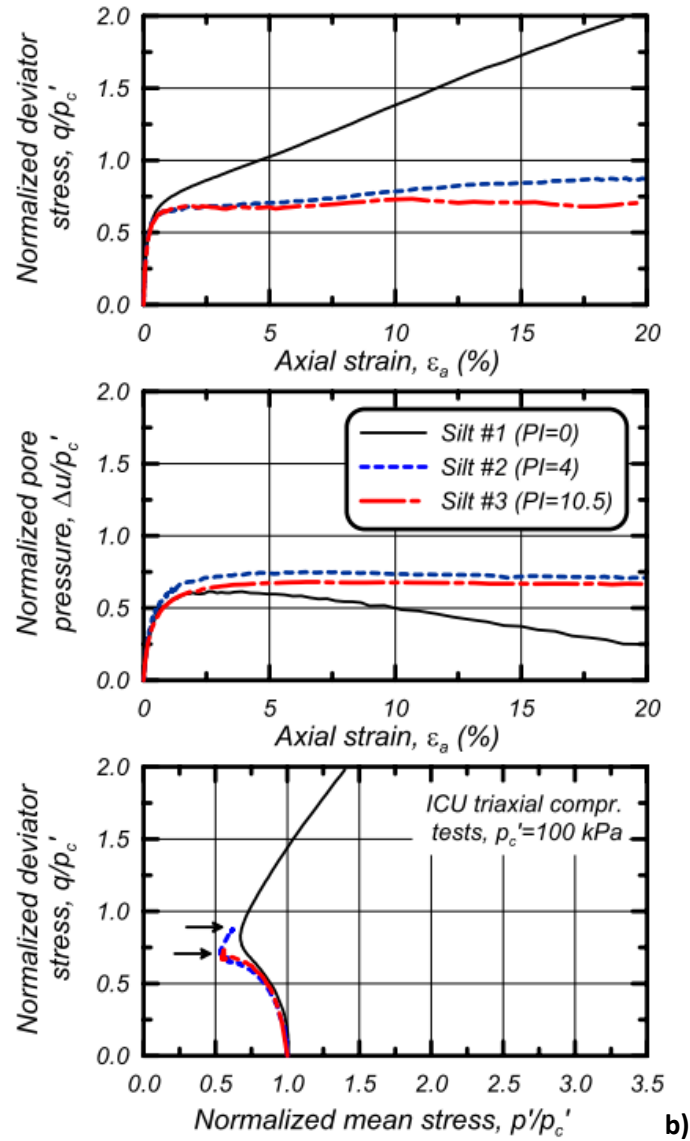 Normalized deviator
stress, q/p_c'
2.0
1.5
1.0
0.5
0.0
0
5
10
15
20
Axial strain, ε_a (%)
Normalized pore
pressure, Δu/p_c'
2.0
1.5
1.0
0.5
0.0
Silt #1 (PI=0)
Silt #2 (PI=4)
Silt #3 (PI=10.5)
0
5
10
15
20
Axial strain, ε_a (%)
Normalized deviator
stress, q/p_c'
2.0
1.5
1.0
0.5
0.0
ICU triaxial compr.
tests, p_c'=100 kPa
0.0
0.5
1.0
1.5
2.0
2.5
3.0
3.5
Normalized mean stress, p'/p_c'
b)